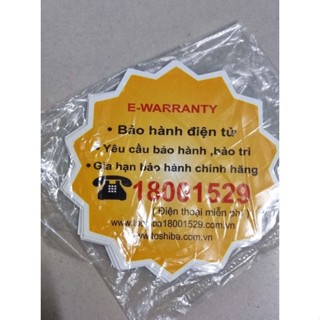 E-WARRANTY
• Bảo hành điện tử
• Yêu cầu bảo hành ,bảo trì
• Gia hạn bảo hành chính hãng
18001529
( Điện thoại miễn phí )
www.toshiba.com.vn